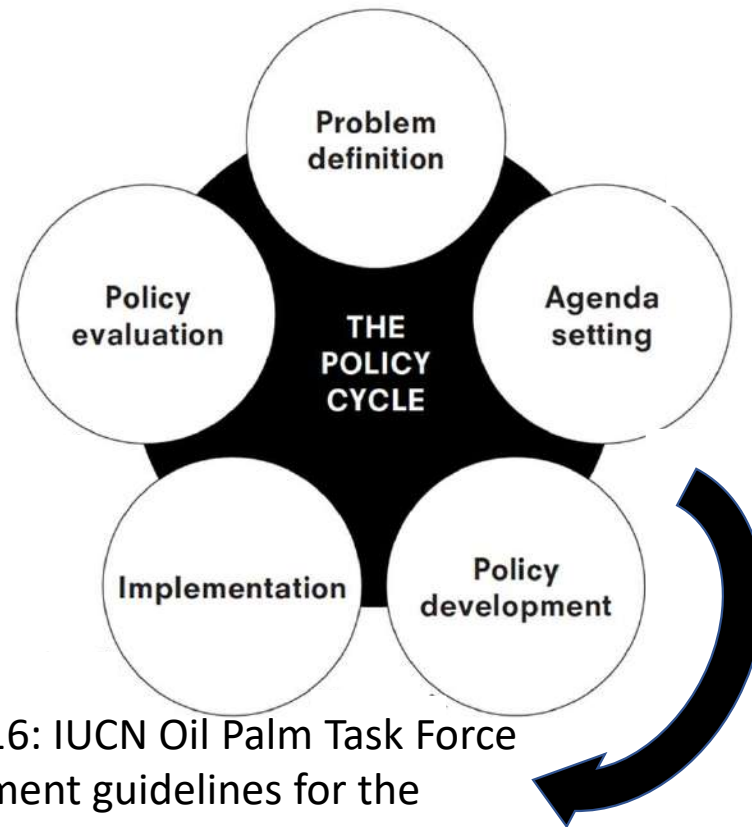 Problem
definition
Policy
evaluation
Agenda
setting
THE
POLICY
CYCLE
Implementation
Policy
development
16: IUCN Oil Palm Task Force
ment guidelines for the